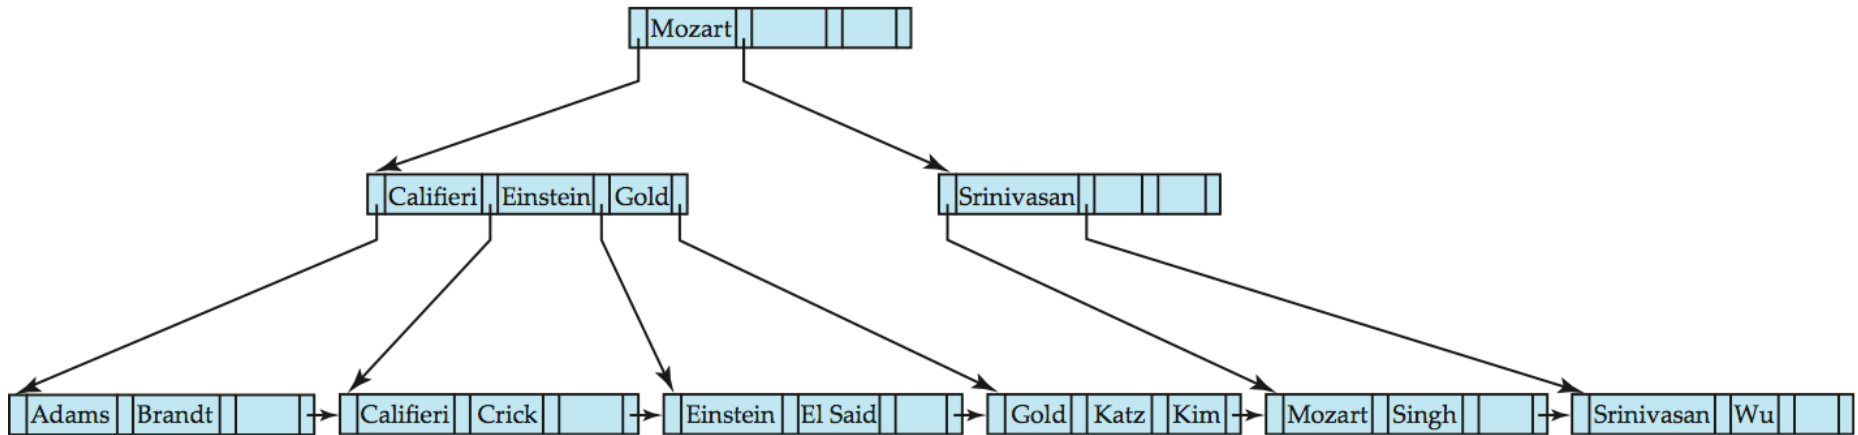 Mozart
Califieri Einstein Gold Srinivasan
Adams Brandt Califieri Crick Einstein El Said Gold Katz Kim Mozart Singh Srinivasan Wu